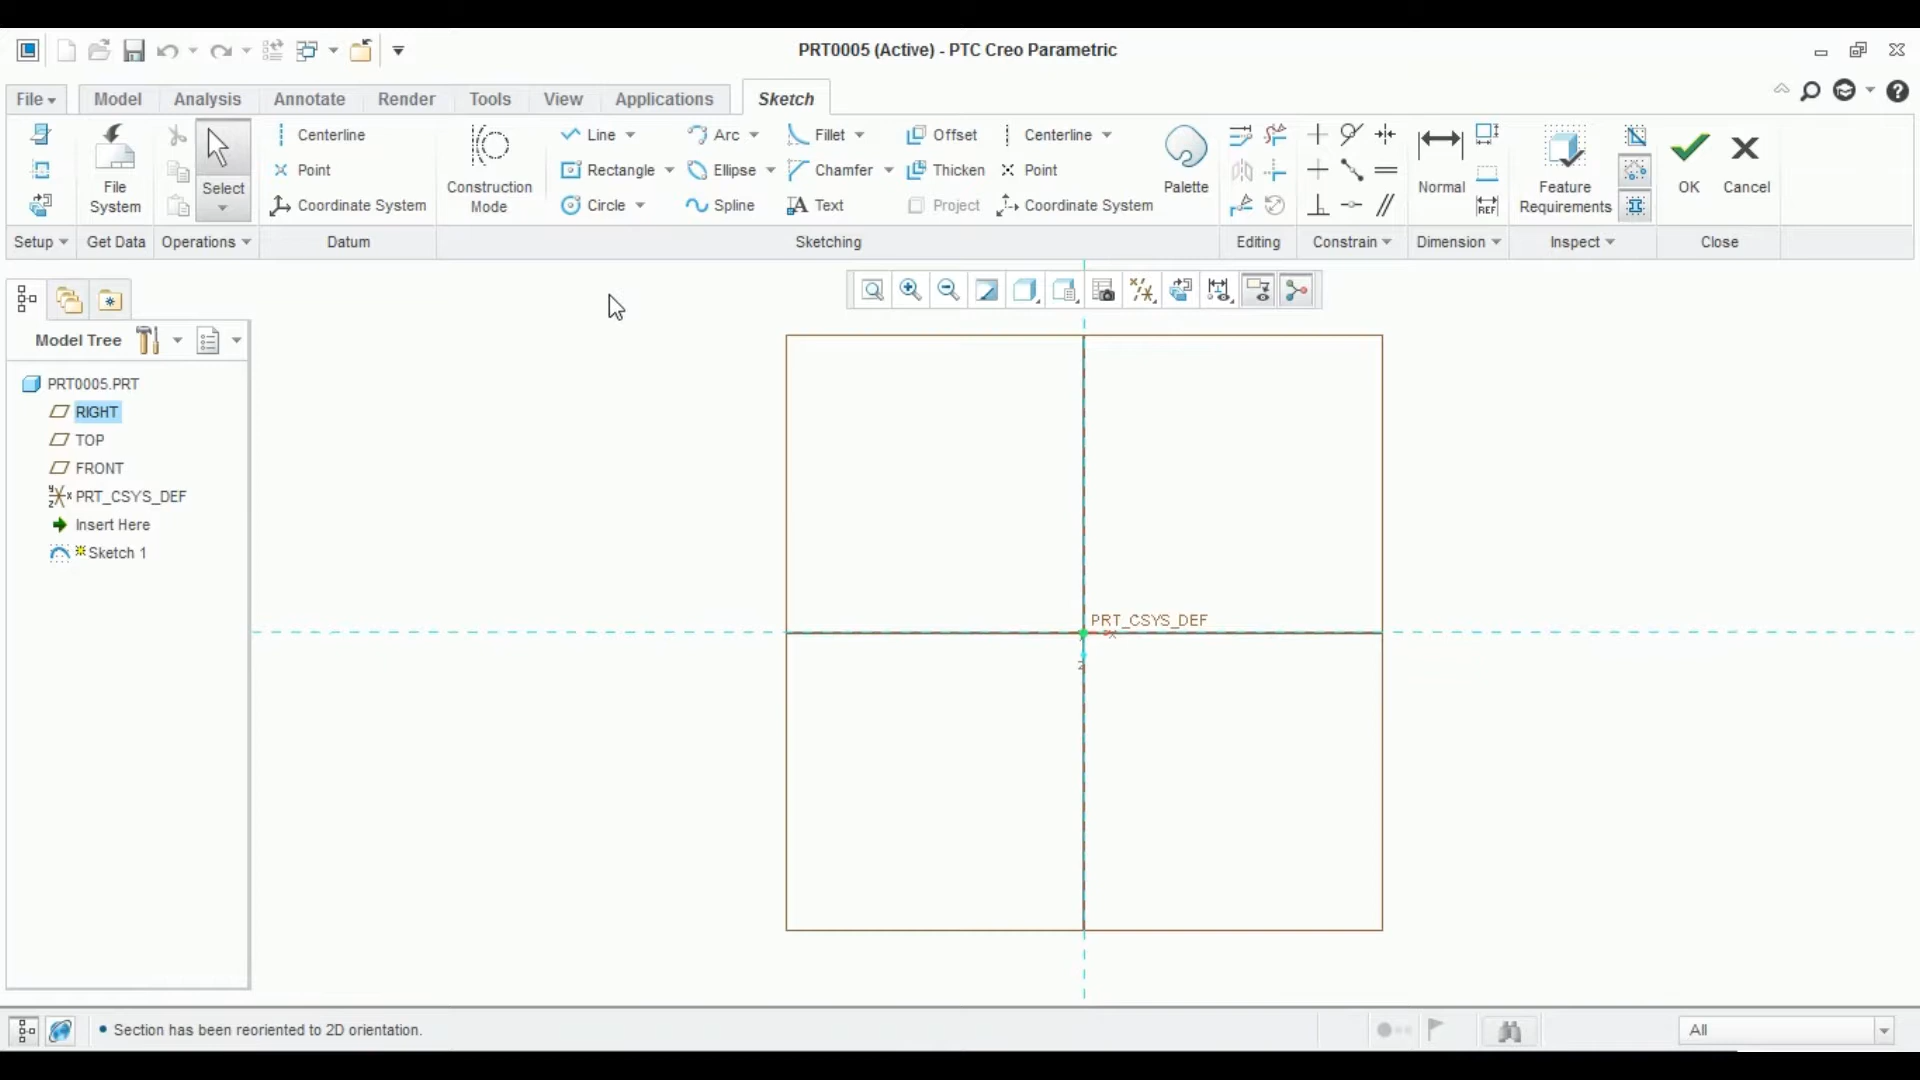 PRT0005 (Active) - PTC Creo Parametric
File Model Analysis Annotate Render Tools View Applications Sketch
Centerline Line Arc Fillet Offset Centerline
Point Rectangle Ellipse Chamfer Thicken Point
File System Select Construction Mode Palette Normal Feature Requirements OK Cancel
Coordinate System Circle Spline Text Project Coordinate System REF
Setup Get Data Operations Datum Sketching Editing Constrain Dimension Inspect Close
Model Tree
PRT0005.PRT
RIGHT
TOP
FRONT
PRT_CSYS_DEF
Insert Here
Sketch 1
PRT_CSYS_DEF
X
Z
Section has been reoriented to 2D orientation.
All